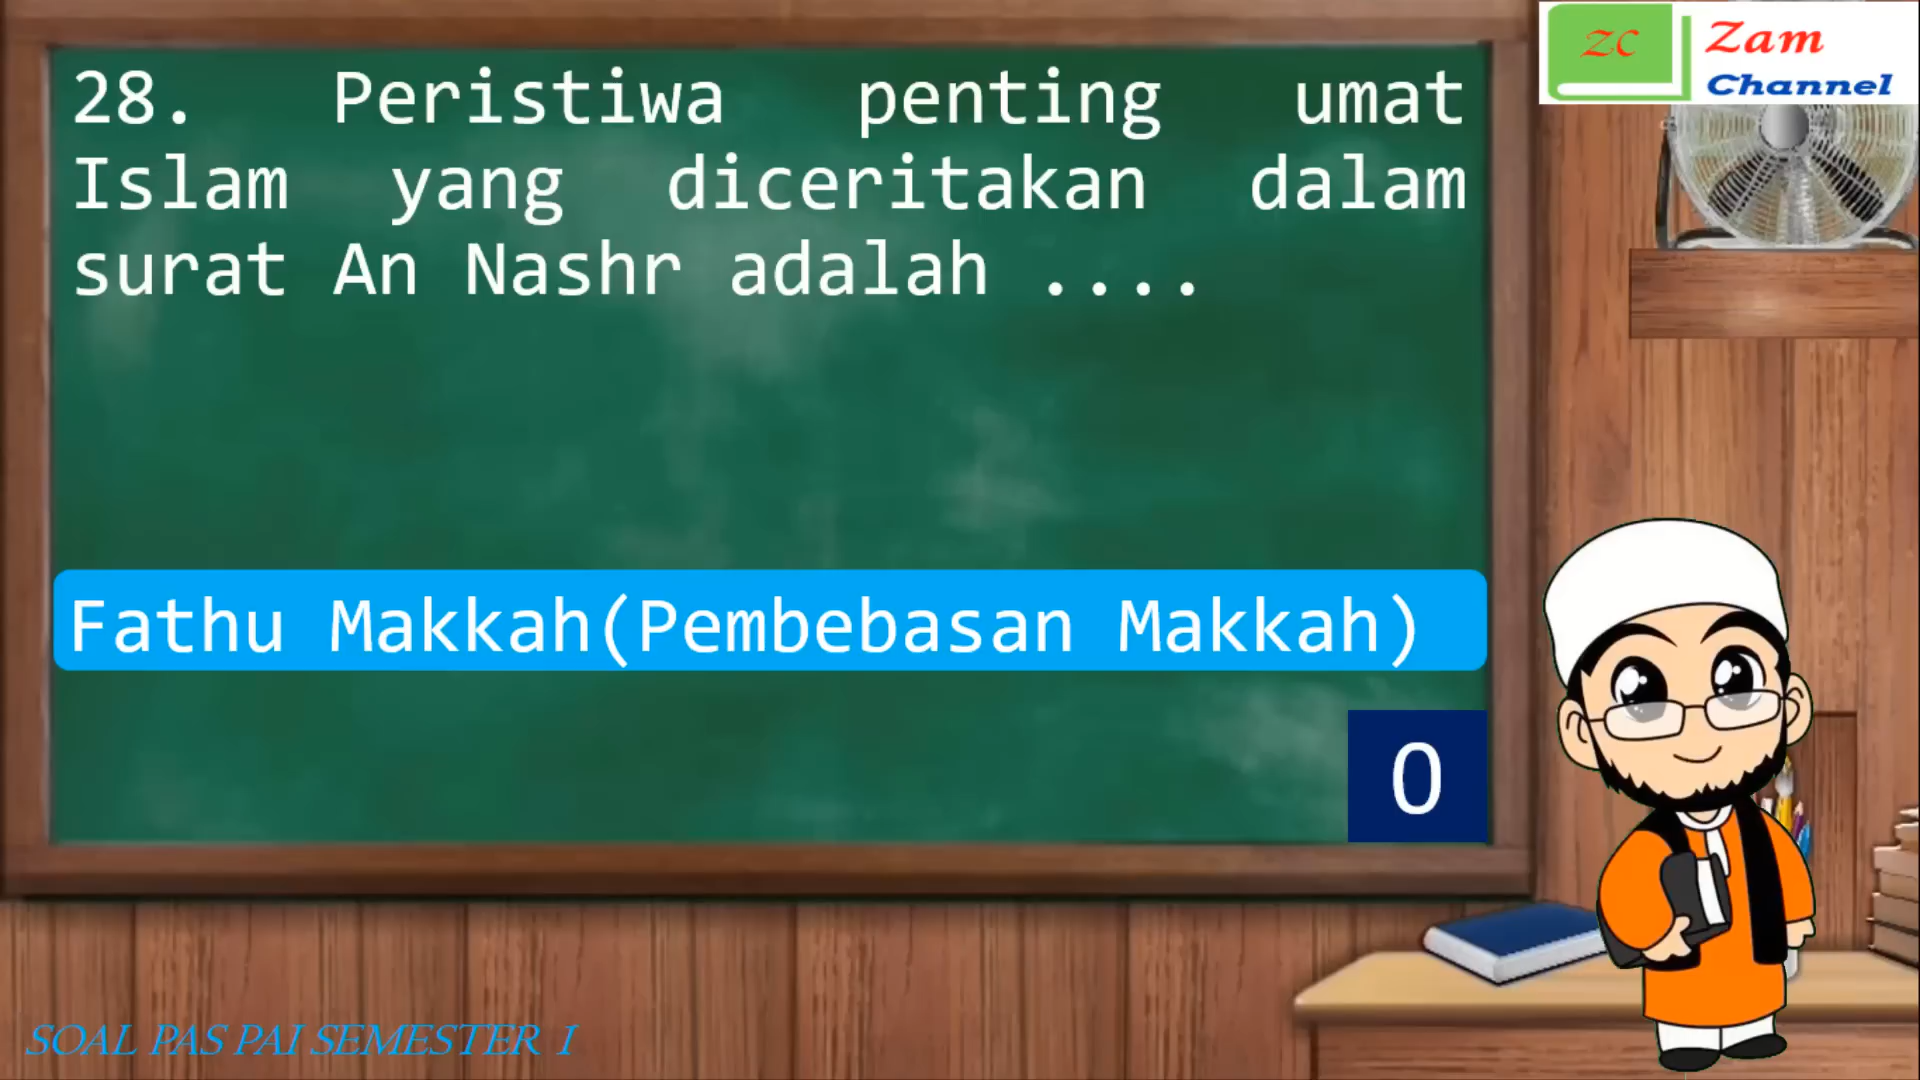 28. Peristiwa penting umat
Islam yang diceritakan dalam
surat An Nashr adalah ....
Fathu Makkah(Pembebasan Makkah)
0
ZC
Zam
Channel
SOAL PAS PAI SEMESTER I